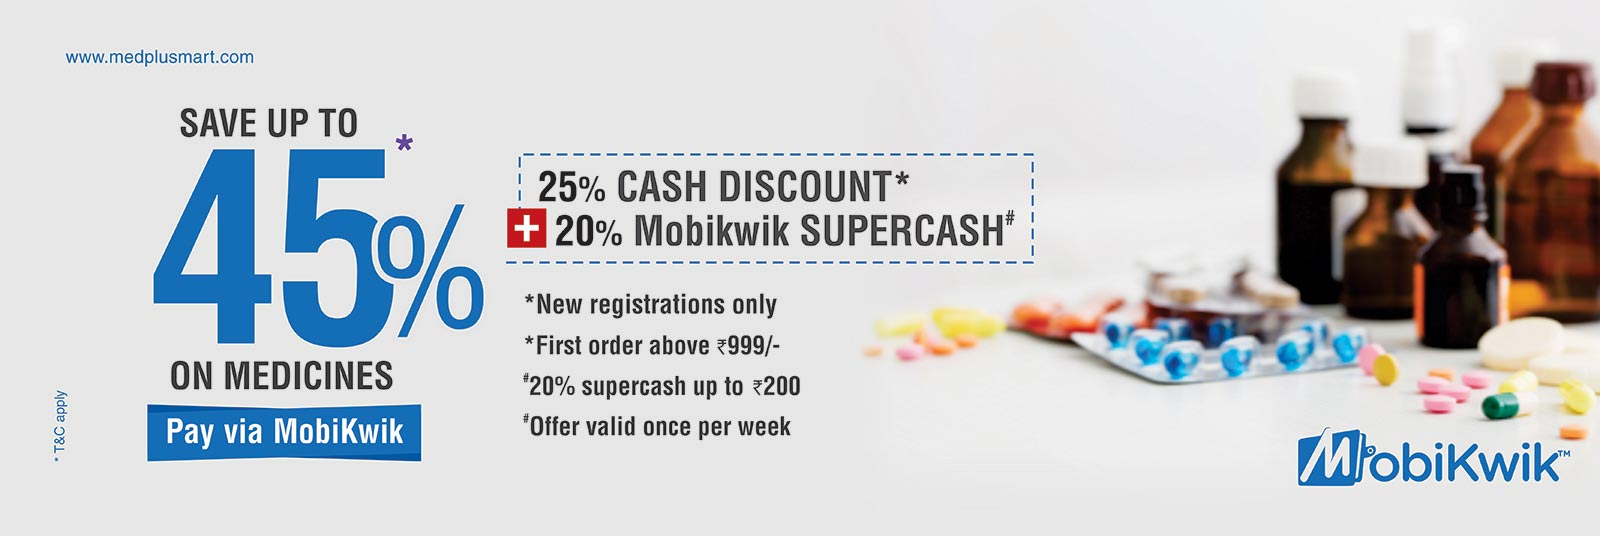 www.medplusmart.com
SAVE UP TO
45%*
ON MEDICINES
Pay via MobiKwik
* T&C apply
25% CASH DISCOUNT*
+ 20% Mobikwik SUPERCASH#
*New registrations only
*First order above ₹999/-
#20% supercash up to ₹200
#Offer valid once per week
MobiKwik™